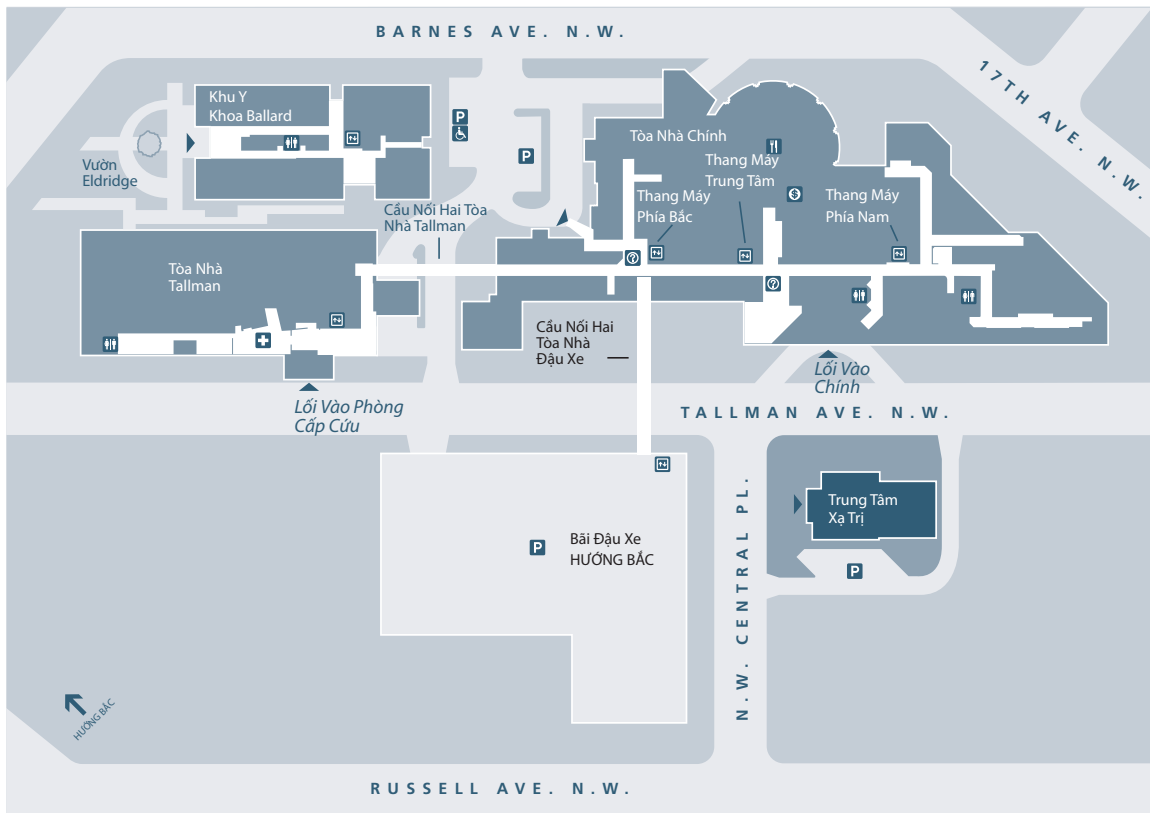 BARNES AVE. N.W.
17TH AVE. N.W.
Khu Y
Khoa Ballard
P
P
Tòa Nhà Chính
Thang Máy
Trung Tâm
Vườn
Eldridge
Thang Máy
Phía Bắc
Thang Máy
Phía Nam
$
Cầu Nối Hai Tòa
Nhà Tallman
?
?
Tòa Nhà
Tallman
Cầu Nối Hai
Tòa Nhà
Đậu Xe
Lối Vào
Chính
Lối Vào Phòng
Cấp Cứu
TALLMAN AVE. N.W.
Trung Tâm
Xạ Trị
P
P
Bãi Đậu Xe
HƯỚNG BẮC
N.W. CENTRAL PL.
HƯỚNG BẮC
RUSSELL AVE. N.W.